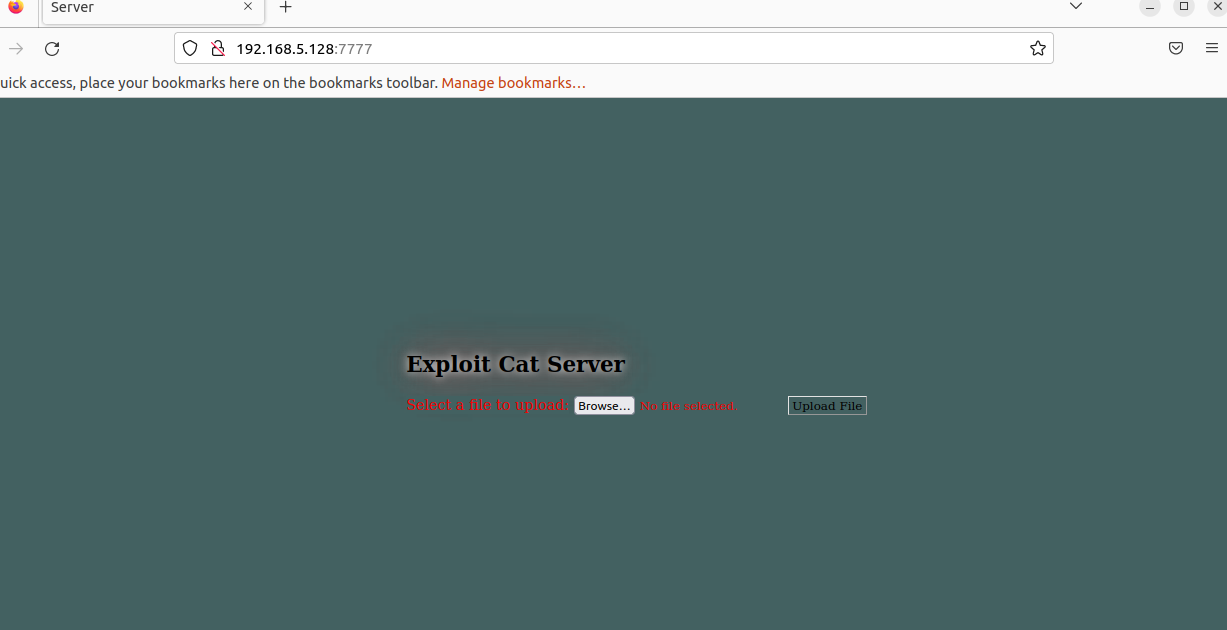 Server
192.168.5.128:7777
uick access, place your bookmarks here on the bookmarks toolbar. Manage bookmarks…
Exploit Cat Server
Select a file to upload: Browse… No file selected. Upload File